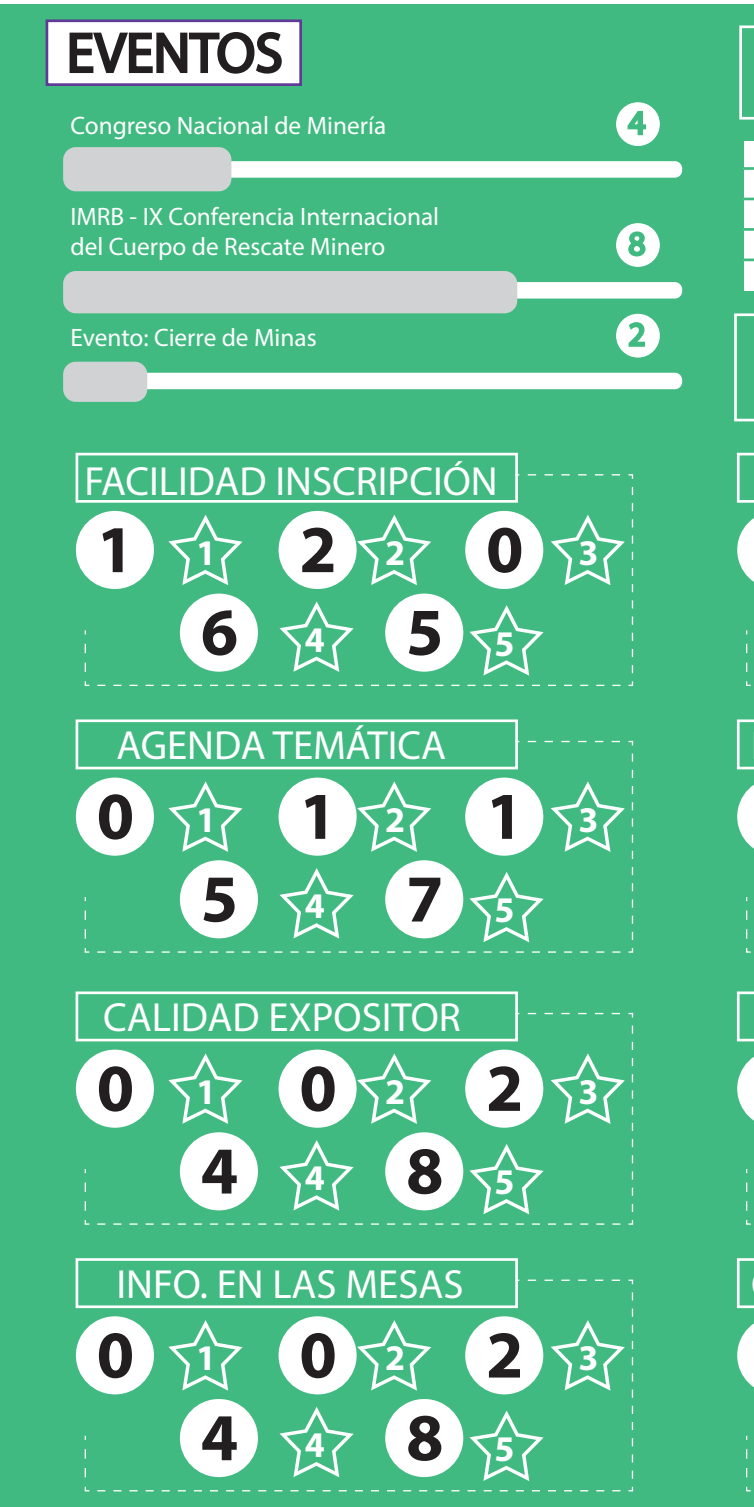 EVENTOS
Congreso Nacional de Minería 4
IMRB - IX Conferencia Internacional
del Cuerpo de Rescate Minero 8
Evento: Cierre de Minas 2
FACILIDAD INSCRIPCIÓN
1 1 2 2 0 3
6 4 5 5
AGENDA TEMÁTICA
0 1 1 2 1 3
5 4 7 5
CALIDAD EXPOSITOR
0 1 0 2 2 3
4 4 8 5
INFO. EN LAS MESAS
0 1 0 2 2 3
4 4 8 5